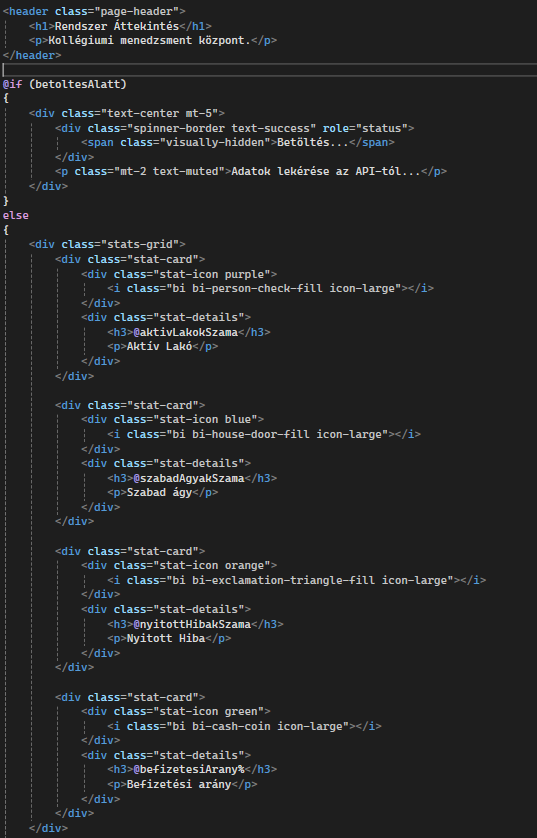 <header class="page-header">
    <h1>Rendszer Áttekintés</h1>
    <p>Kollégiumi menedzsment központ.</p>
</header>

@if (betoltesAlatt)
{
    <div class="text-center mt-5">
        <div class="spinner-border text-success" role="status">
            <span class="visually-hidden">Betöltés...</span>
        </div>
        <p class="mt-2 text-muted">Adatok lekérése az API-tól...</p>
    </div>
}
else
{
    <div class="stats-grid">
        <div class="stat-card">
            <div class="stat-icon purple">
                <i class="bi bi-person-check-fill icon-large"></i>
            </div>
            <div class="stat-details">
                <h3>@aktivLakokSzama</h3>
                <p>Aktív Lakó</p>
            </div>
        </div>

        <div class="stat-card">
            <div class="stat-icon blue">
                <i class="bi bi-house-door-fill icon-large"></i>
            </div>
            <div class="stat-details">
                <h3>@szabadAgyakSzama</h3>
                <p>Szabad ágy</p>
            </div>
        </div>

        <div class="stat-card">
            <div class="stat-icon orange">
                <i class="bi bi-exclamation-triangle-fill icon-large"></i>
            </div>
            <div class="stat-details">
                <h3>@nyitottHibakSzama</h3>
                <p>Nyitott Hiba</p>
            </div>
        </div>

        <div class="stat-card">
            <div class="stat-icon green">
                <i class="bi bi-cash-coin icon-large"></i>
            </div>
            <div class="stat-details">
                <h3>@befizetesiArany%</h3>
                <p>Befizetési arány</p>
            </div>
        </div>
    </div>